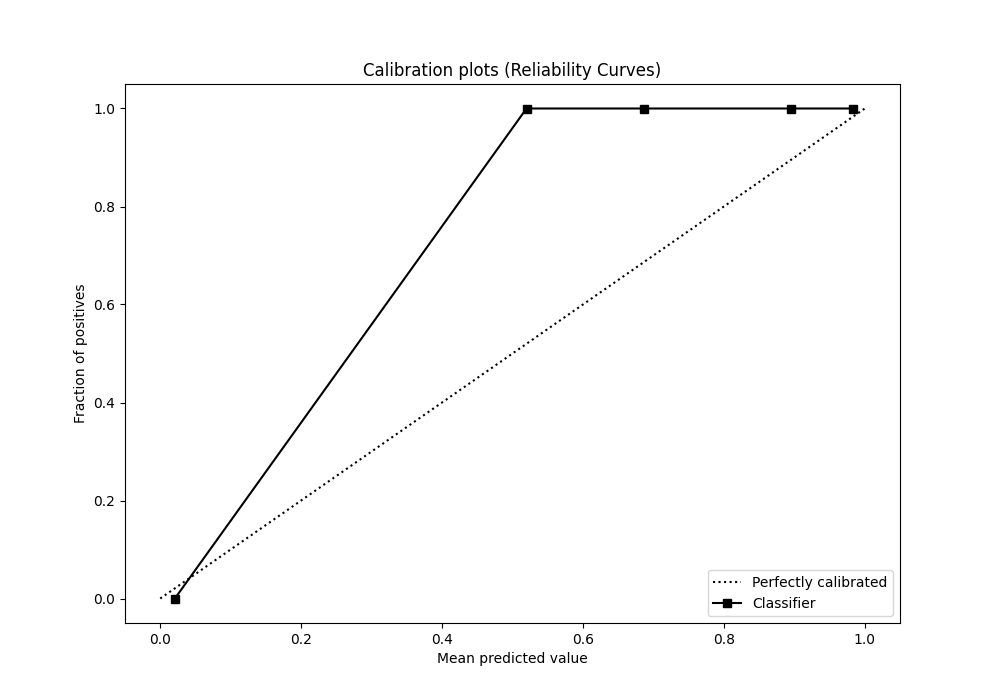 Calibration plots (Reliability Curves)
Fraction of positives
1.0
0.8
0.6
0.4
0.2
0.0
0.0 0.2 0.4 0.6 0.8 1.0
Mean predicted value
Perfectly calibrated
Classifier